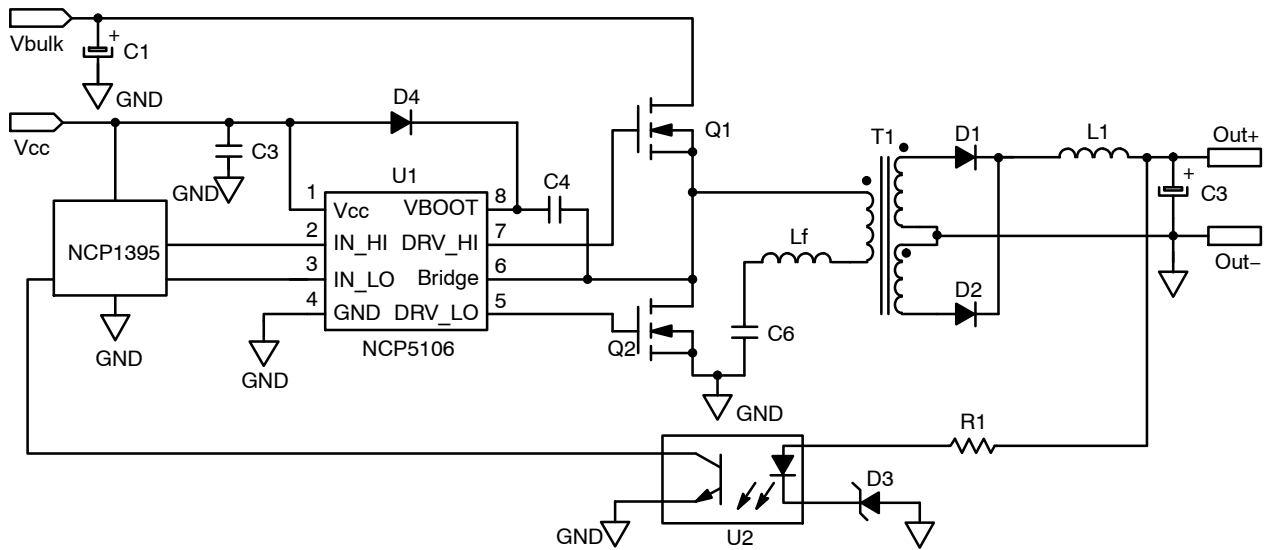 Vbulk
+
C1
GND
Vcc
D4
C3
GND
U1
C4
Q1
T1
D1
L1
Out+
+
C3
Out−
NCP1395
GND
1 Vcc VBOOT 8
2 IN_HI DRV_HI 7
3 IN_LO Bridge 6
4 GND DRV_LO 5
NCP5106
GND
Lf
D2
Q2
C6
GND
R1
D3
GND
U2